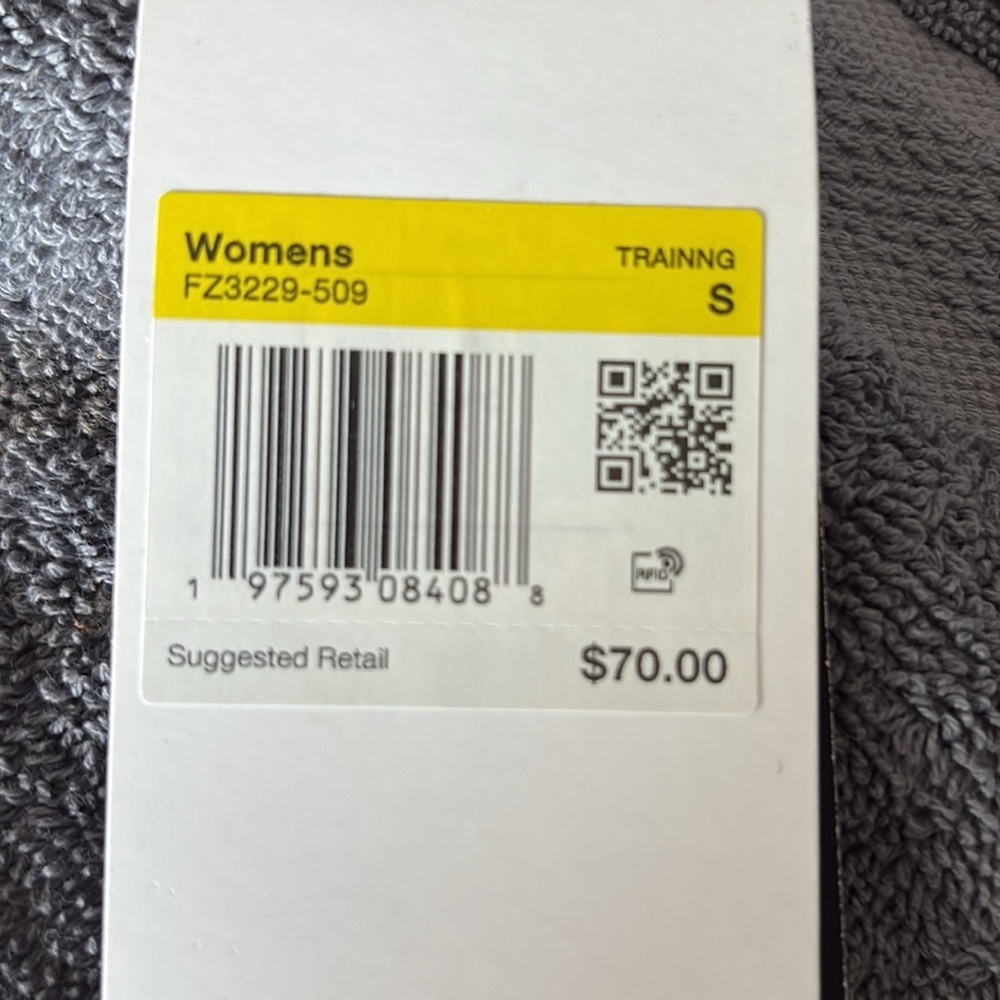 Womens
TRAINNG
FZ3229-509
S
1 97593 08408 8
RFID
Suggested Retail
$70.00